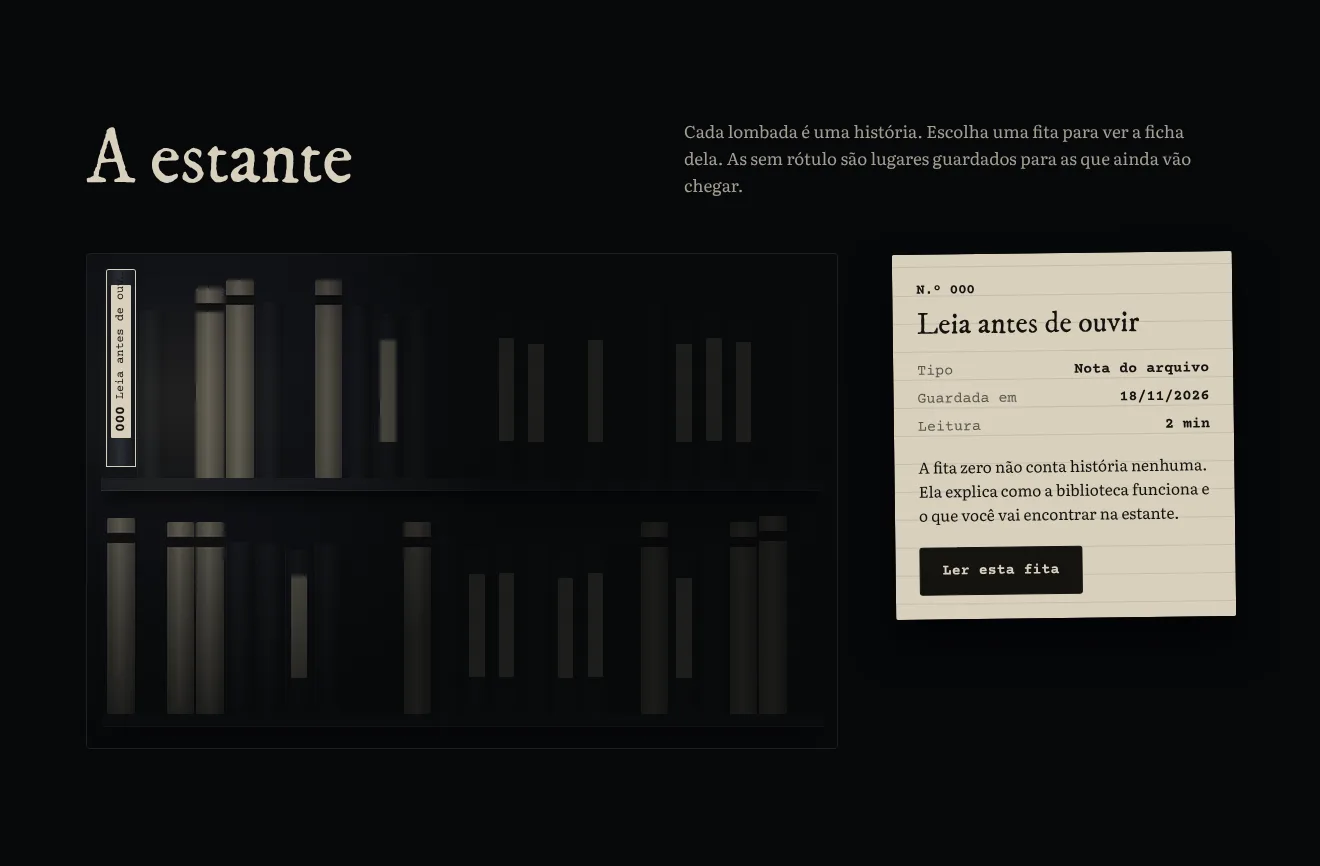 A estante
Cada lombada é uma história. Escolha uma fita para ver a ficha
dela. As sem rótulo são lugares guardados para as que ainda vão
chegar.
000 Leia antes de ou
N.º 000
Leia antes de ouvir
Tipo Nota do arquivo
Guardada em 18/11/2026
Leitura 2 min
A fita zero não conta história nenhuma.
Ela explica como a biblioteca funciona e
o que você vai encontrar na estante.
Ler esta fita